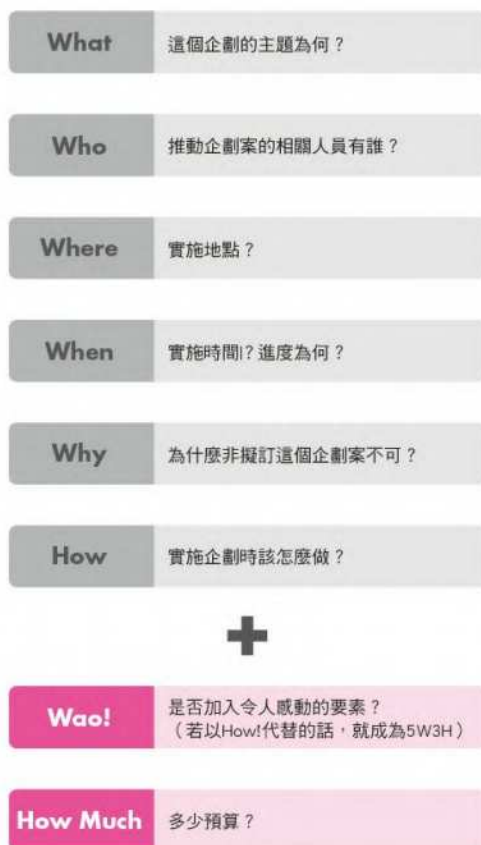 What 這個企劃的主題為何？
Who 推動企劃案的相關人員有誰？
Where 實施地點？
When 實施時間|？進度為何？
Why 為什麼非擬訂這個企劃案不可？
How 實施企劃時該怎麼做？
+
Wao! 是否加入令人感動的要素？
（若以How!代替的話，就成為5W3H）
How Much 多少預算？